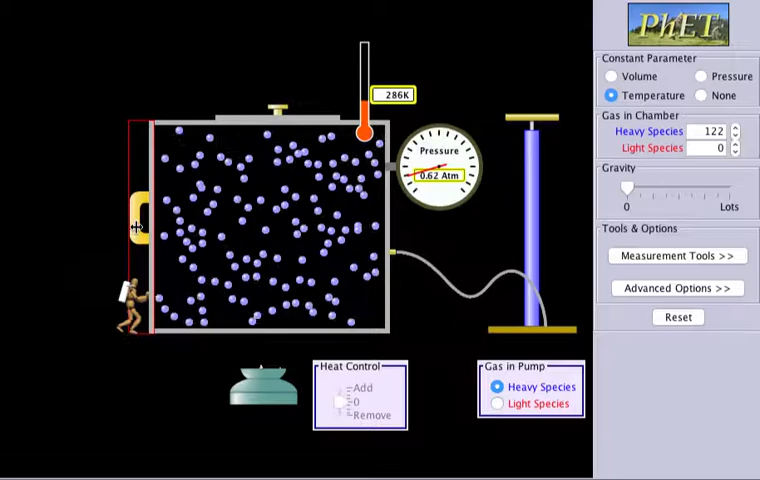 PhET
286K
Pressure
0.62 Atm
Constant Parameter
Volume
Pressure
Temperature
None
Gas in Chamber
Heavy Species 122
Light Species 0
Gravity
0 Lots
Tools & Options
Measurement Tools >>
Advanced Options >>
Reset
Heat Control
Add
0
Remove
Gas in Pump
Heavy Species
Light Species